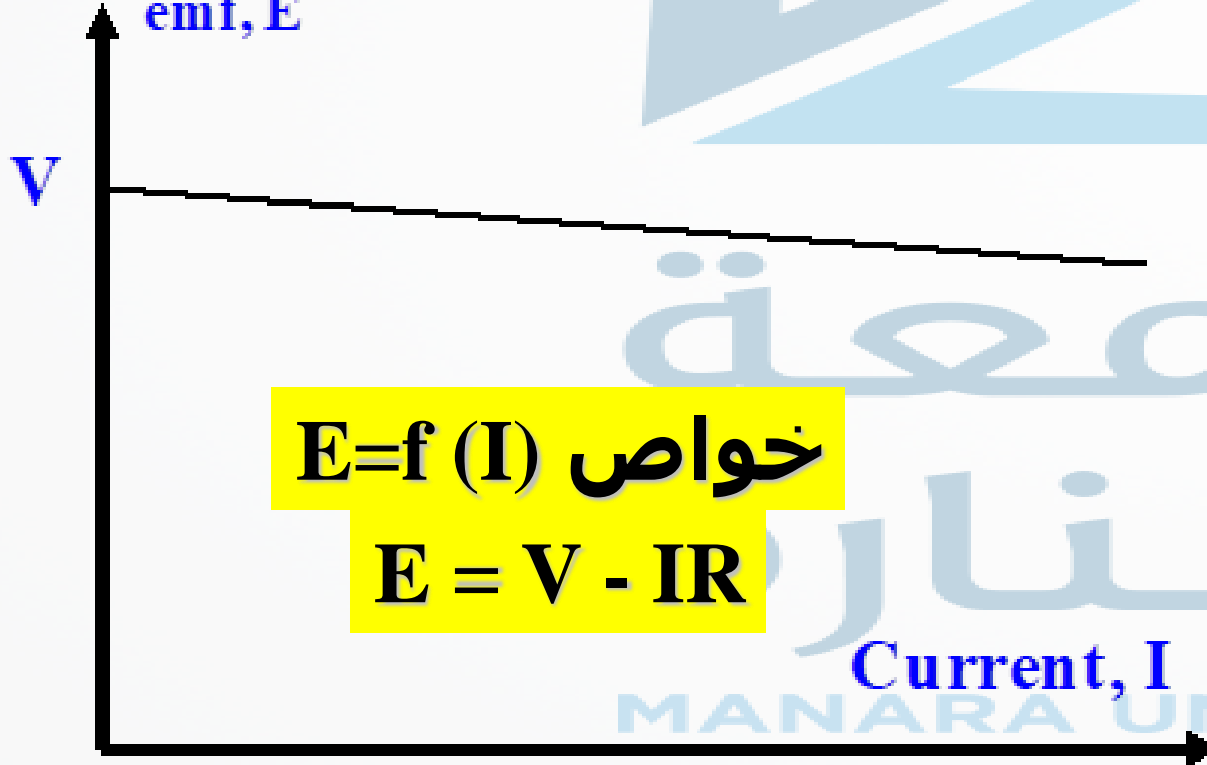 emf, E
V
خواص E=f (I)
E = V - IR
Current, I
MANARA